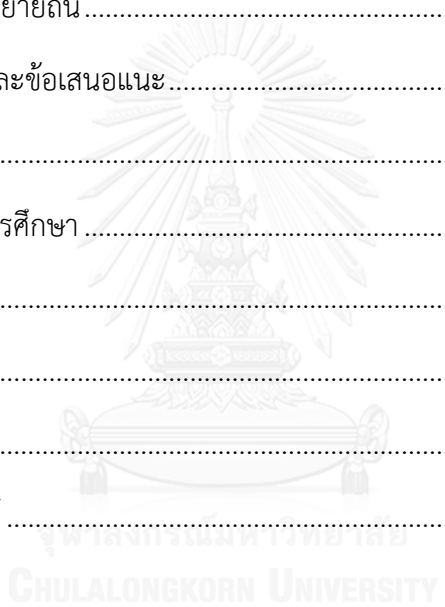 ย้ายถิ่น........................................................
ละข้อเสนอแนะ........................................
................................................................
รศึกษา........................................................
................................................................
................................................................
................................................................
................................................................
จุฬาลงกรณ์มหาวิทยาลัย
CHULALONGKORN UNIVERSITY